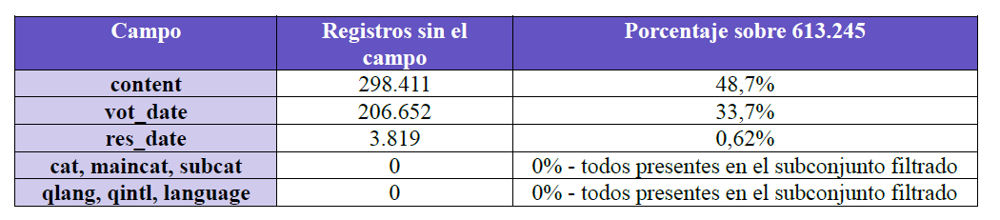 Campo Registros sin el campo Porcentaje sobre 613.245
content 298.411 48,7%
vot_date 206.652 33,7%
res_date 3.819 0,62%
cat, maincat, subcat 0 0% - todos presentes en el subconjunto filtrado
qlang, qintl, language 0 0% - todos presentes en el subconjunto filtrado